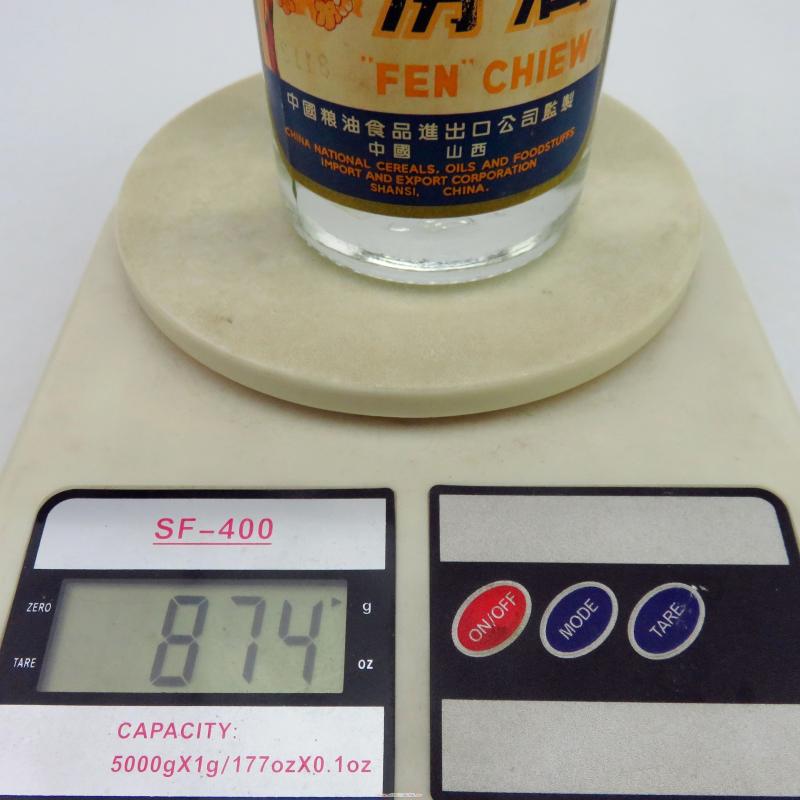 "FEN" CHIEW
中國粮油食品進出口公司監製
中國 山西
CHINA NATIONAL CEREALS, OILS AND FOODSTUFFS
IMPORT AND EXPORT CORPORATION
SHANSI, CHINA.
SF-400
ZERO
TARE
874
g
oz
ON/OFF
MODE
TARE
CAPACITY:
5000gX1g/177ozX0.1oz